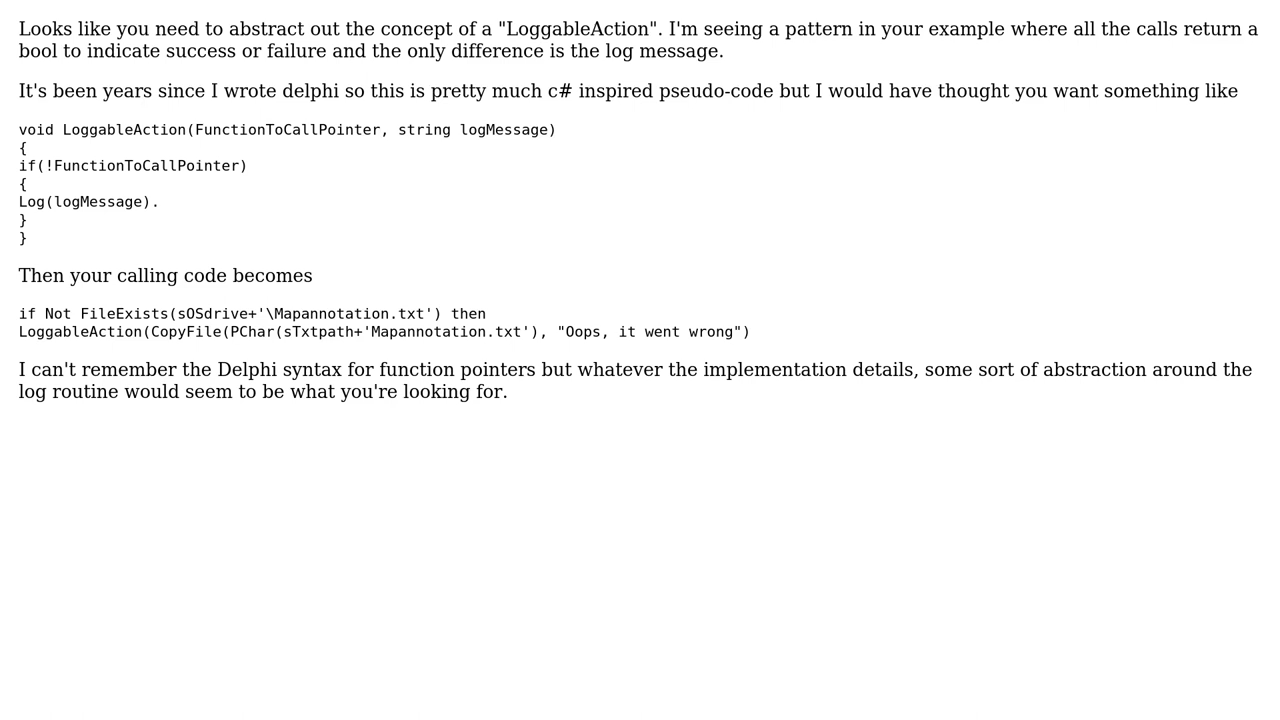 Looks like you need to abstract out the concept of a "LoggableAction". I'm seeing a pattern in your example where all the calls return a
bool to indicate success or failure and the only difference is the log message.
It's been years since I wrote delphi so this is pretty much c# inspired pseudo-code but I would have thought you want something like
void LoggableAction(FunctionToCallPointer, string logMessage)
{
if(!FunctionToCallPointer)
{
Log(logMessage).
}
}
Then your calling code becomes
if Not FileExists(sOSdrive+'\Mapannotation.txt') then
LoggableAction(CopyFile(PChar(sTxtpath+'Mapannotation.txt'), "Oops, it went wrong")
I can't remember the Delphi syntax for function pointers but whatever the implementation details, some sort of abstraction around the
log routine would seem to be what you're looking for.